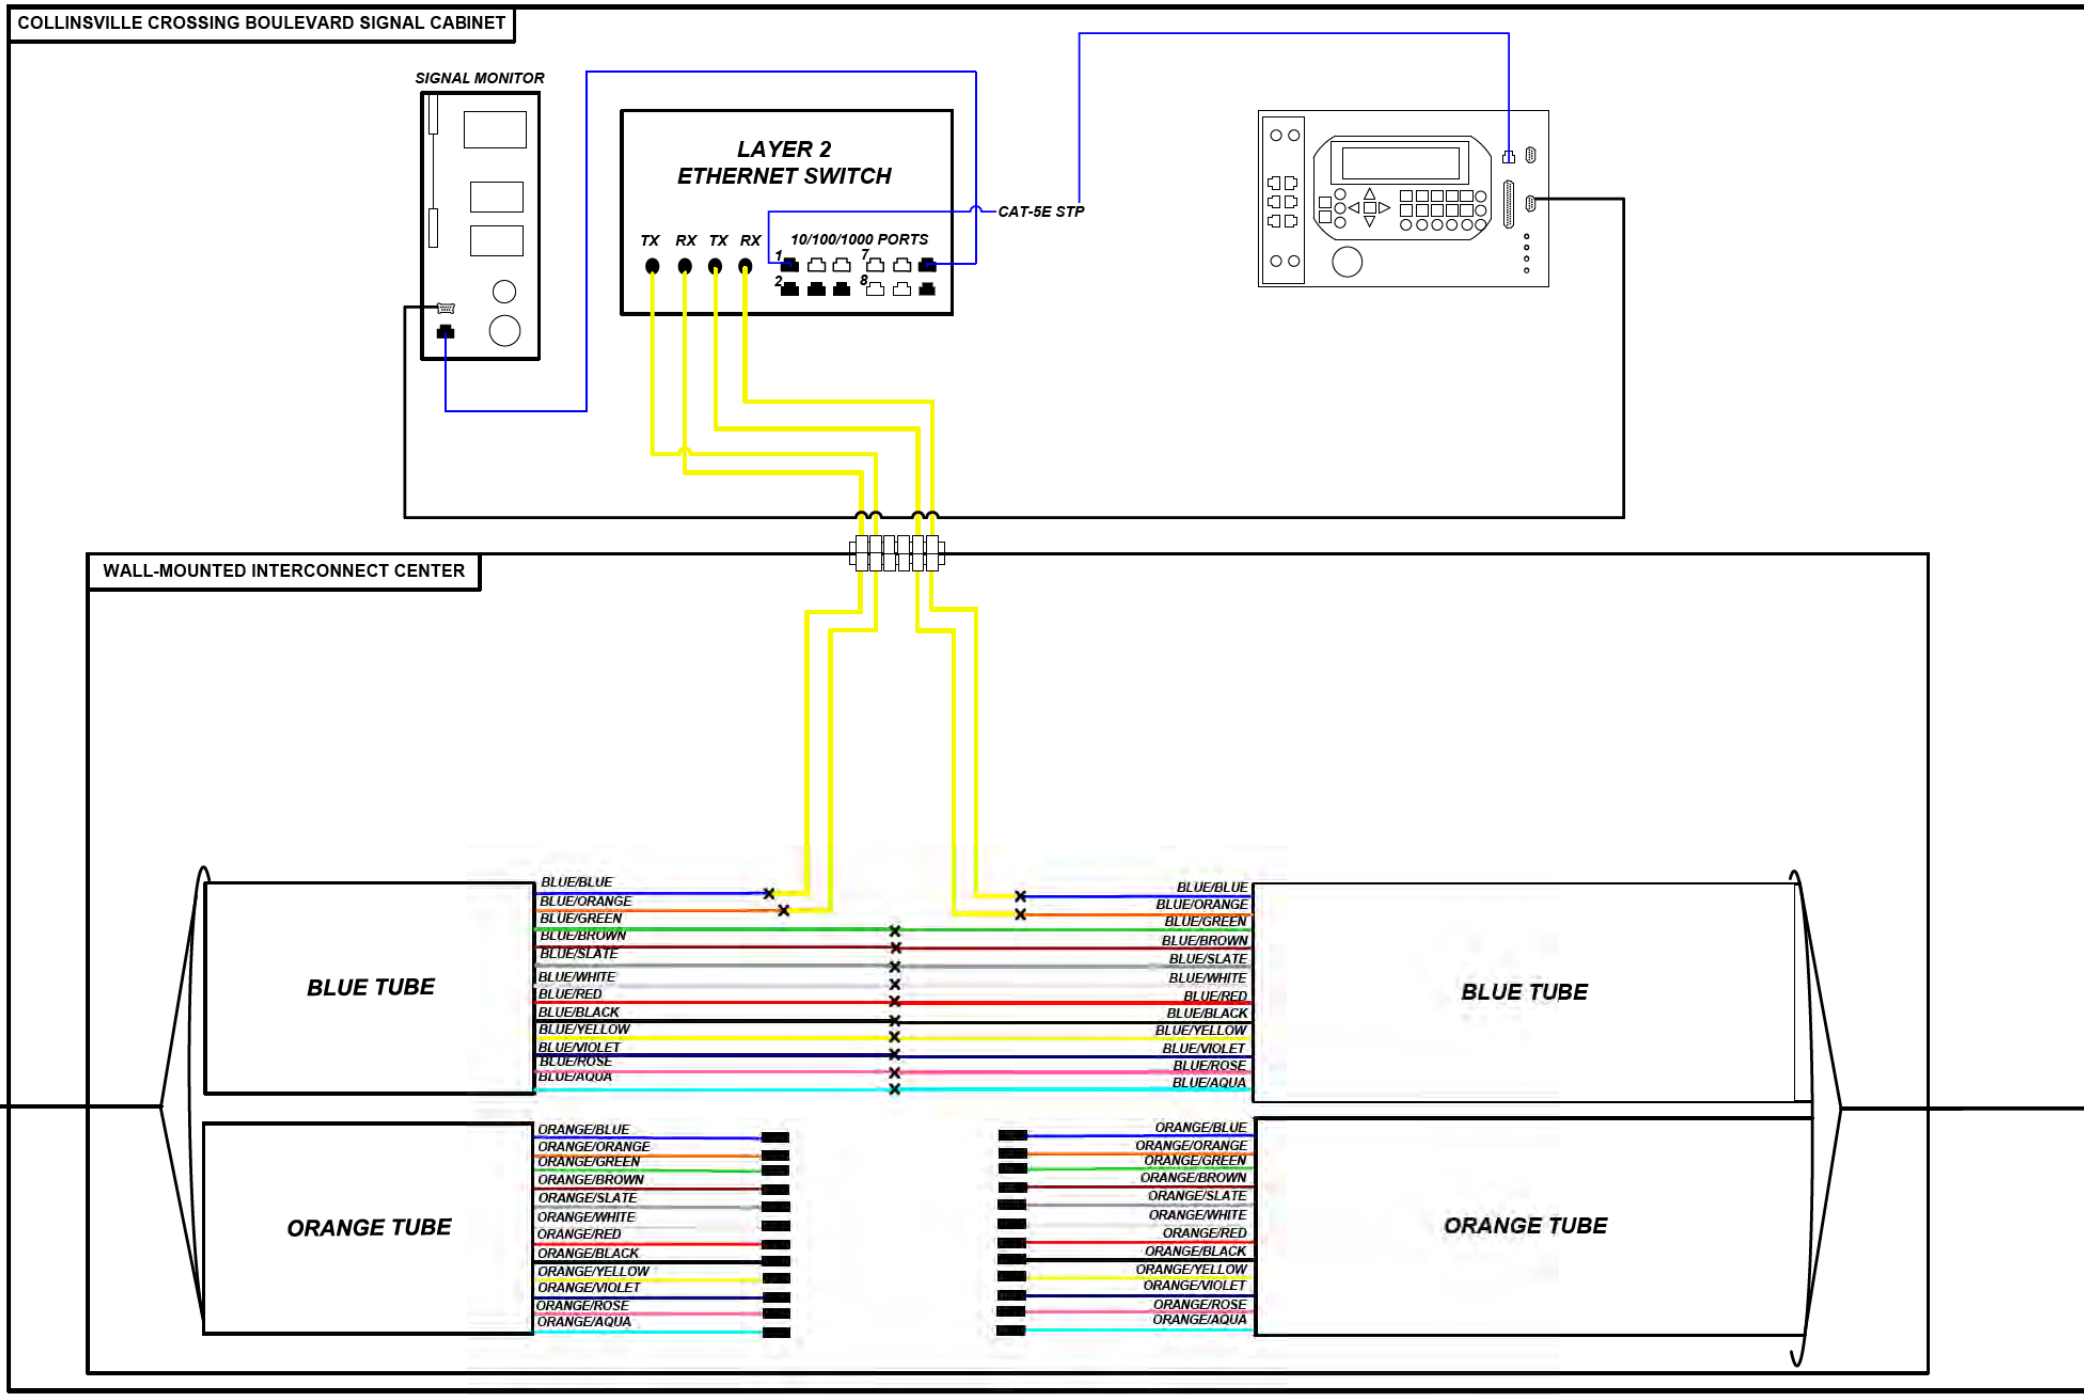 COLLINSVILLE CROSSING BOULEVARD SIGNAL CABINET
SIGNAL MONITOR
LAYER 2
ETHERNET SWITCH
CAT-5E STP
TX RX TX RX
10/100/1000 PORTS
1 7
2 8
WALL-MOUNTED INTERCONNECT CENTER
BLUE TUBE
BLUE/BLUE
BLUE/ORANGE
BLUE/GREEN
BLUE/BROWN
BLUE/SLATE
BLUE/WHITE
BLUE/RED
BLUE/BLACK
BLUE/YELLOW
BLUE/VIOLET
BLUE/ROSE
BLUE/AQUA
BLUE/BLUE
BLUE/ORANGE
BLUE/GREEN
BLUE/BROWN
BLUE/SLATE
BLUE/WHITE
BLUE/RED
BLUE/BLACK
BLUE/YELLOW
BLUE/VIOLET
BLUE/ROSE
BLUE/AQUA
BLUE TUBE
ORANGE TUBE
ORANGE/BLUE
ORANGE/ORANGE
ORANGE/GREEN
ORANGE/BROWN
ORANGE/SLATE
ORANGE/WHITE
ORANGE/RED
ORANGE/BLACK
ORANGE/YELLOW
ORANGE/VIOLET
ORANGE/ROSE
ORANGE/AQUA
ORANGE/BLUE
ORANGE/ORANGE
ORANGE/GREEN
ORANGE/BROWN
ORANGE/SLATE
ORANGE/WHITE
ORANGE/RED
ORANGE/BLACK
ORANGE/YELLOW
ORANGE/VIOLET
ORANGE/ROSE
ORANGE/AQUA
ORANGE TUBE